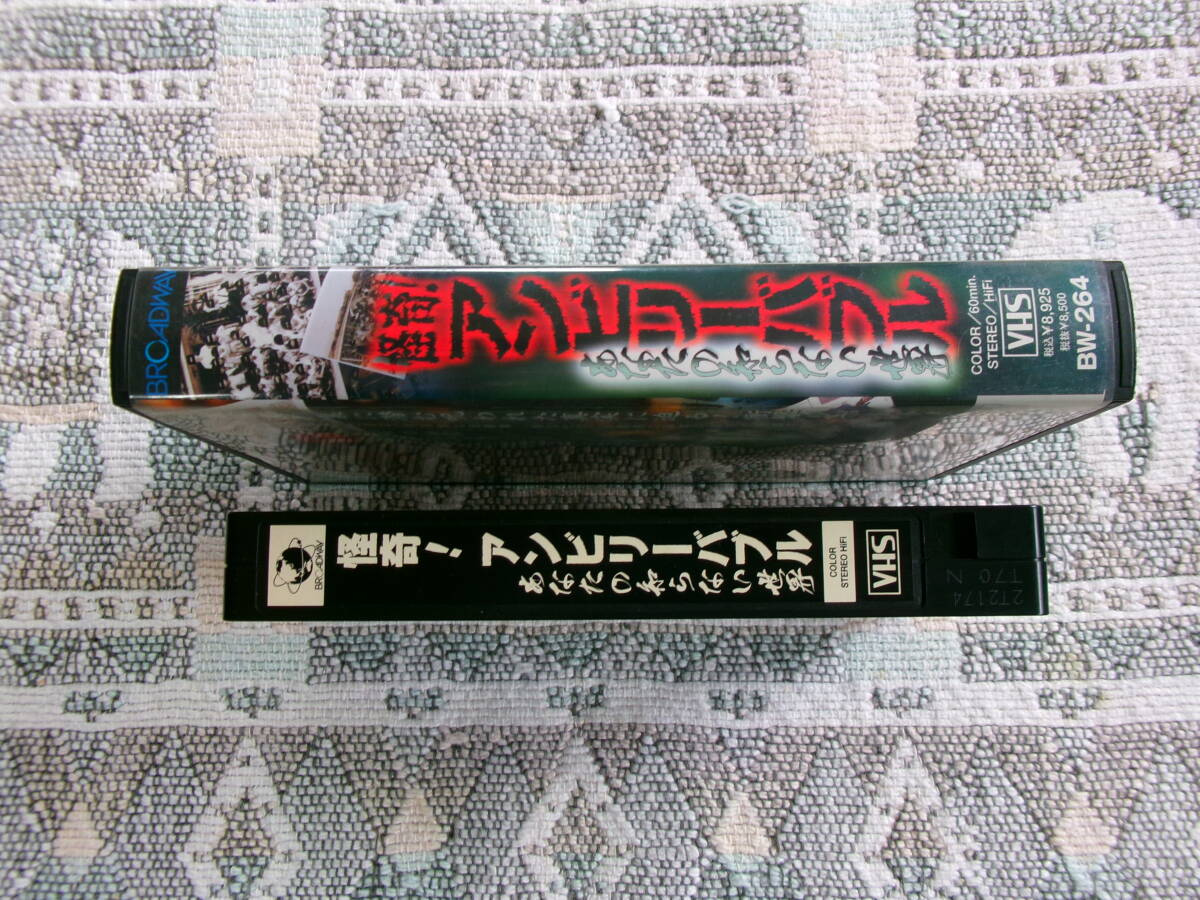 BROADWAY
怪奇!
アンビリーバブル
あなたの知らない世界
COLOR/60min.
STEREO/HiFi
VHS
税込¥8,925
税抜¥8,500
BW-264
BROADWAY
怪奇!
アンビリーバブル
あなたの知らない世界
COLOR
STEREO HiFi
VHS
2T2174
T70 N